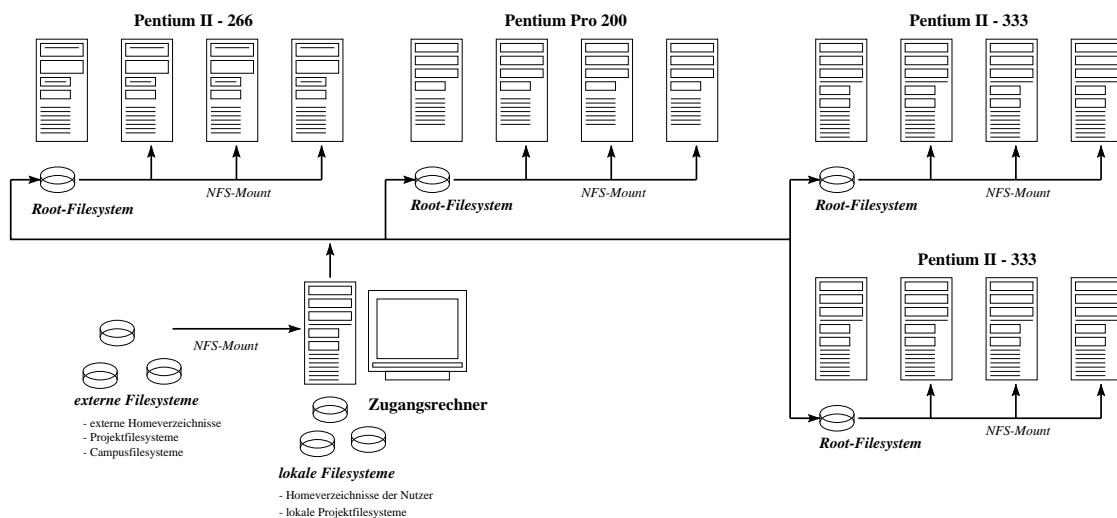 Pentium II - 266
Pentium Pro 200
Pentium II - 333
NFS-Mount
Root-Filesystem
NFS-Mount
Root-Filesystem
NFS-Mount
Root-Filesystem
Pentium II - 333
NFS-Mount
externe Filesysteme
- externe Homeverzeichnisse
- Projektfilesysteme
- Campusfilesysteme
Zugangsrechner
lokale Filesysteme
- Homeverzeichnisse der Nutzer
- lokale Projektfilesysteme
NFS-Mount
Root-Filesystem